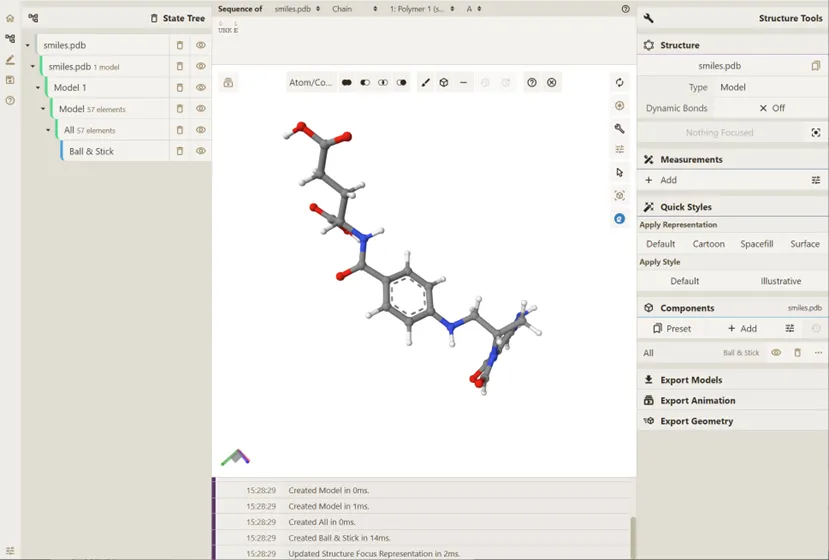 State Tree
smiles.pdb
smiles.pdb 1 model
Model 1
Model 57 elements
All 57 elements
Ball & Stick
Sequence of smiles.pdb Chain 1: Polymer 1 (s... A
1 1
UNK E
Atom/Co...
15:28:29 Created Model in 0ms.
15:28:29 Created Model in 1ms.
15:28:29 Created All in 0ms.
15:28:29 Created Ball & Stick in 14ms.
15:28:29 Updated Structure Focus Representation in 2ms.
Structure Tools
Structure
smiles.pdb
Type Model
Dynamic Bonds Off
Nothing Focused
Measurements
Add
Quick Styles
Apply Representation
Default Cartoon Spacefill Surface
Apply Style
Default Illustrative
Components smiles.pdb
Preset + Add
All Ball & Stick
Export Models
Export Animation
Export Geometry